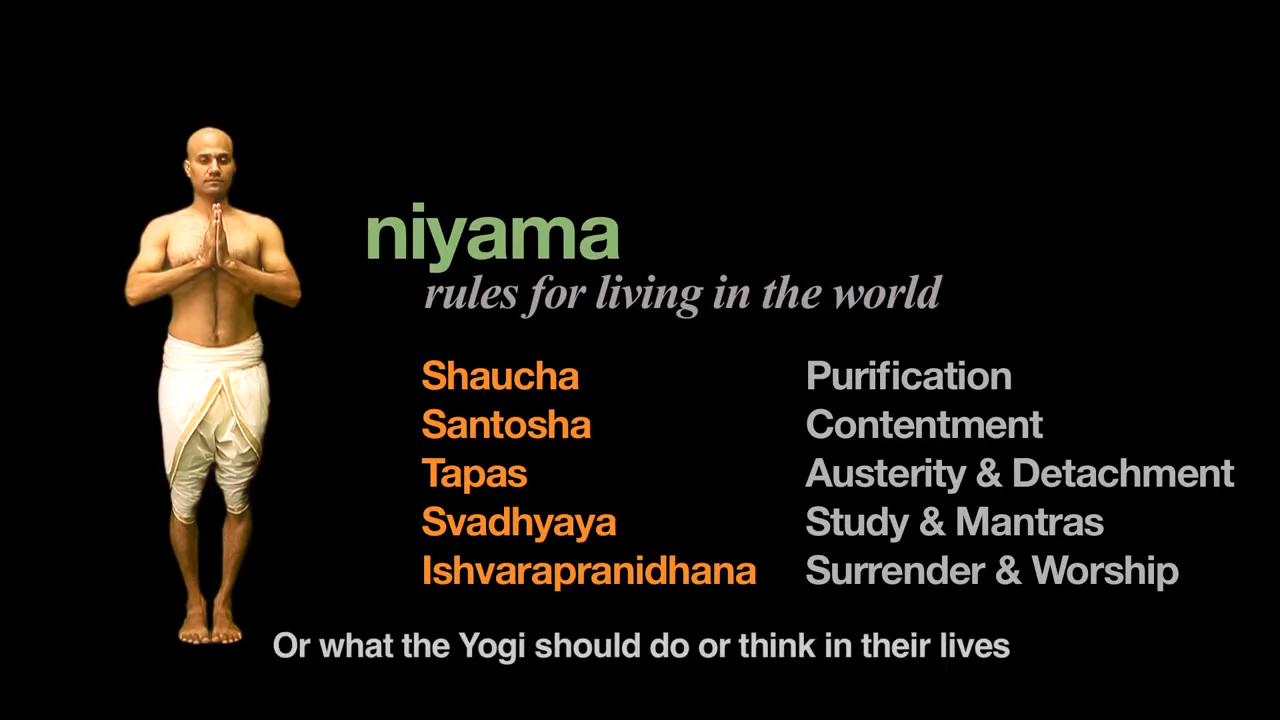 niyama
rules for living in the world
Shaucha Purification
Santosha Contentment
Tapas Austerity & Detachment
Svadhyaya Study & Mantras
Ishvarapranidhana Surrender & Worship
Or what the Yogi should do or think in their lives